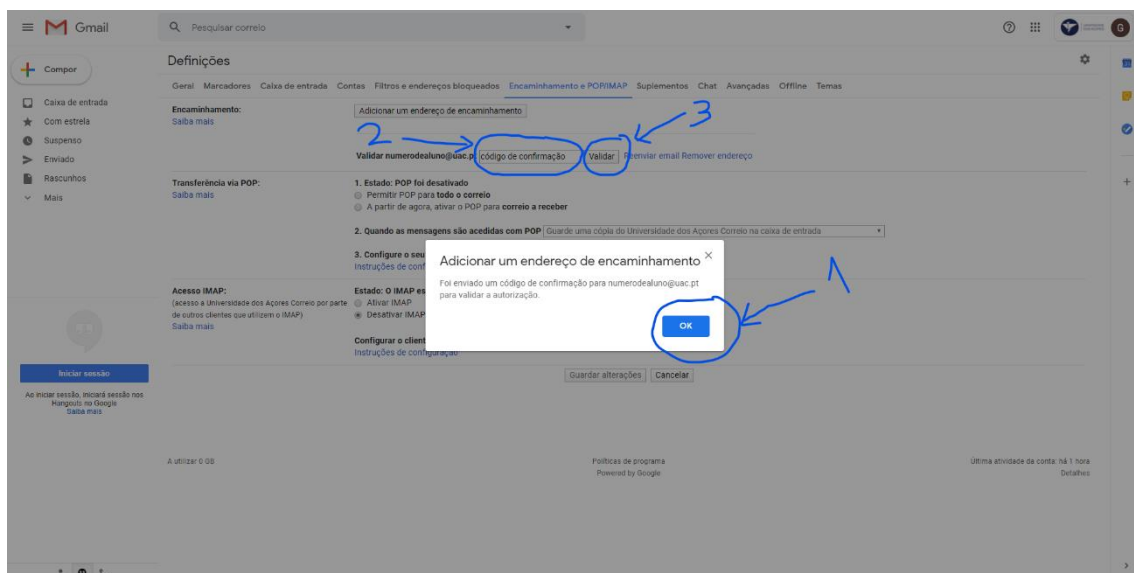 Gmail
Pesquisar correio
G
Compor
Caixa de entrada
Com estrela
Suspenso
Enviado
Rascunhos
Mais
Definições
Geral Marcadores Caixa de entrada Contas Filtros e endereços bloqueados Encaminhamento e POP/IMAP Suplementos Chat Avançadas Offline Temas
Encaminhamento:
Saiba mais
Adicionar um endereço de encaminhamento
2
3
Validar numerodealuno@uac.pt código de confirmação Validar Reenviar email Remover endereço
Transferência via POP:
Saiba mais
1. Estado: POP foi desativado
Permitir POP para todo o correio
A partir de agora, ativar o POP para correio a receber
2. Quando as mensagens são acedidas com POP Guarde uma cópia do Universidade dos Açores Correio na caixa de entrada
3. Configure o seu
Instruções de conf
Adicionar um endereço de encaminhamento
Foi enviado um código de confirmação para numerodealuno@uac.pt
para validar a autorização.
OK
1
Acesso IMAP:
(acesso a Universidade dos Açores Correio por parte
de outros clientes que utilizem o IMAP)
Saiba mais
Estado: O IMAP es
Ativar IMAP
Desativar IMAP
Configurar o client
Instruções de configuração
Guardar alterações Cancelar
Iniciar sessão
Ao iniciar sessão, iniciará sessão nos
Hangouts no Google
Saiba mais
A utilizar 0 GB
Políticas de programa
Powered by Google
Última atividade da conta: há 1 hora
Detalhes